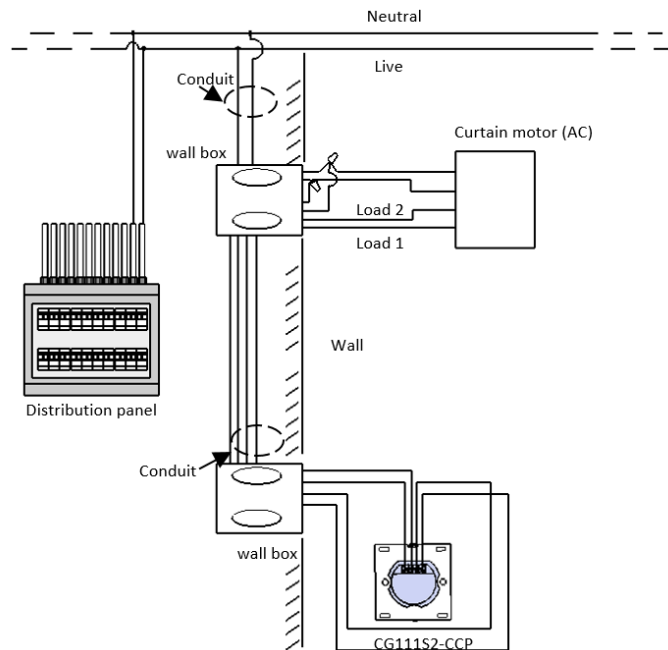 Neutral
Live
Conduit
Curtain motor (AC)
wall box
Load 2
Load 1
Wall
Distribution panel
Conduit
wall box
CG111S2-CCP